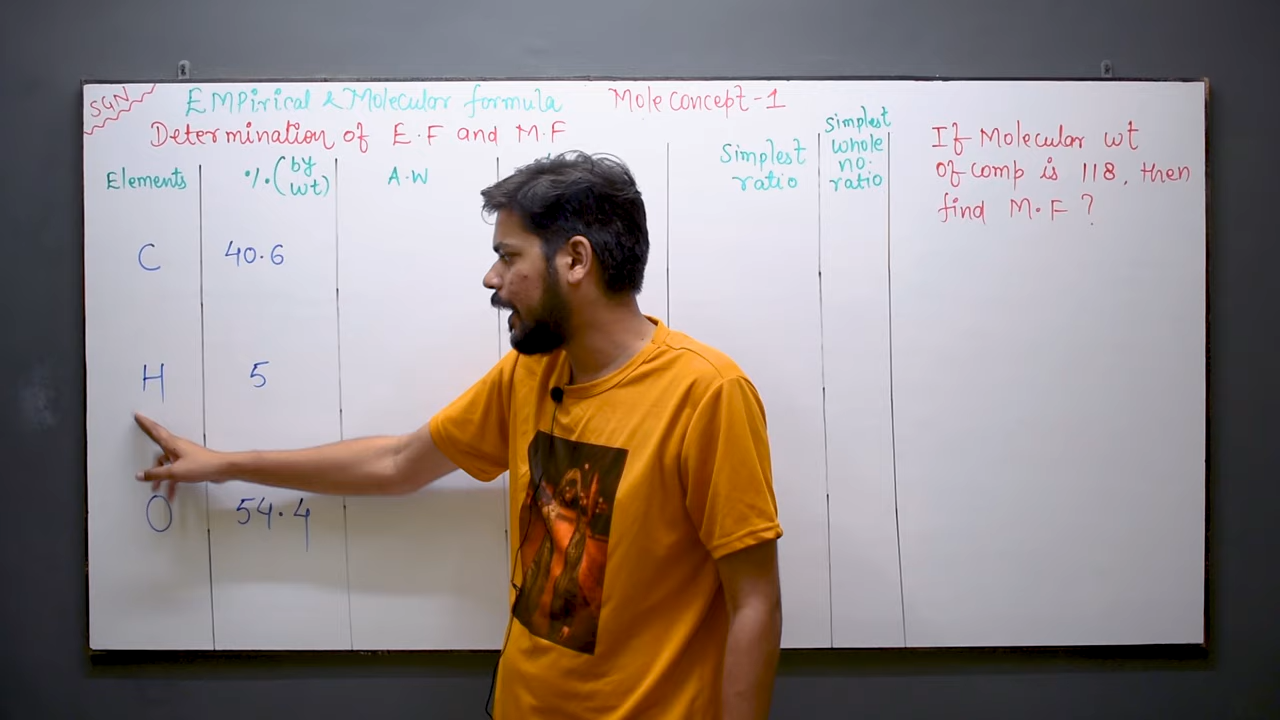 SGN
EMPirical & Molecular formula
Mole Concept-1
Determination of E.F and M.F
Elements
%. (by wt)
A.W
Simplest ratio
Simplest whole no. ratio
C 40.6
H 5
O 54.4
If Molecular wt
of comp is 118, then
find M.F ?